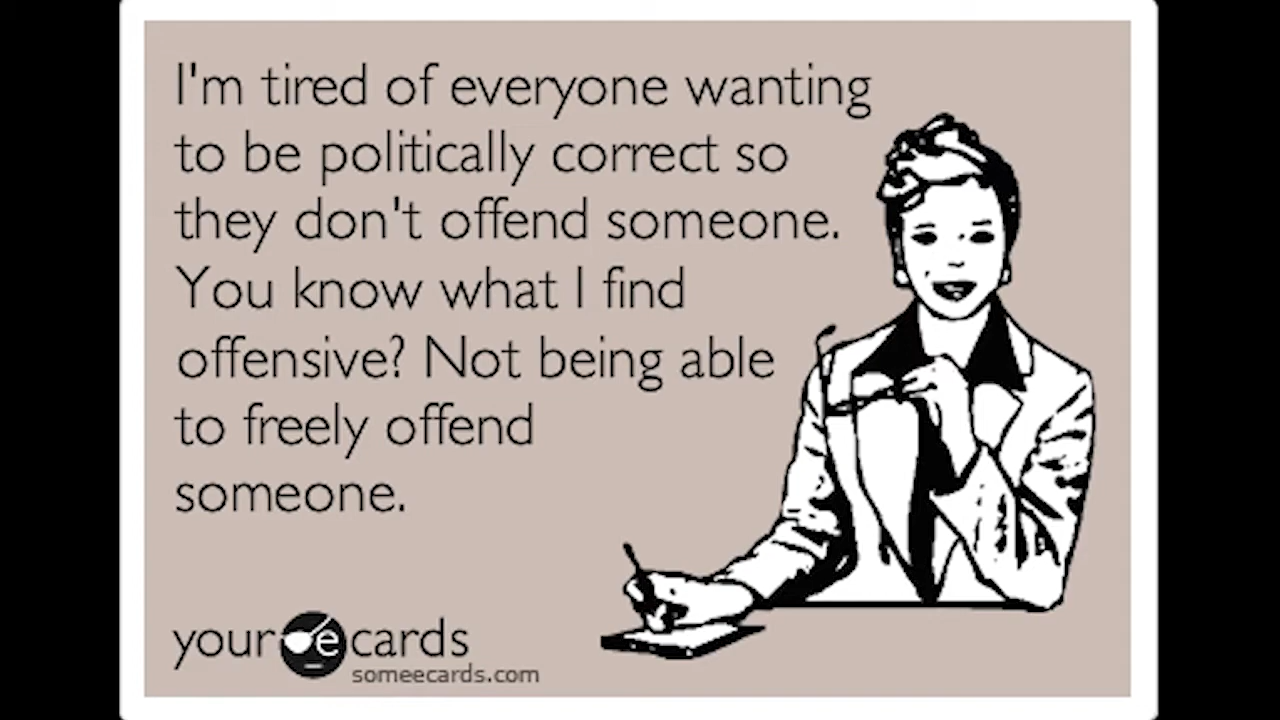 I'm tired of everyone wanting
to be politically correct so
they don't offend someone.
You know what I find
offensive? Not being able
to freely offend
someone.
your e cards
someecards.com